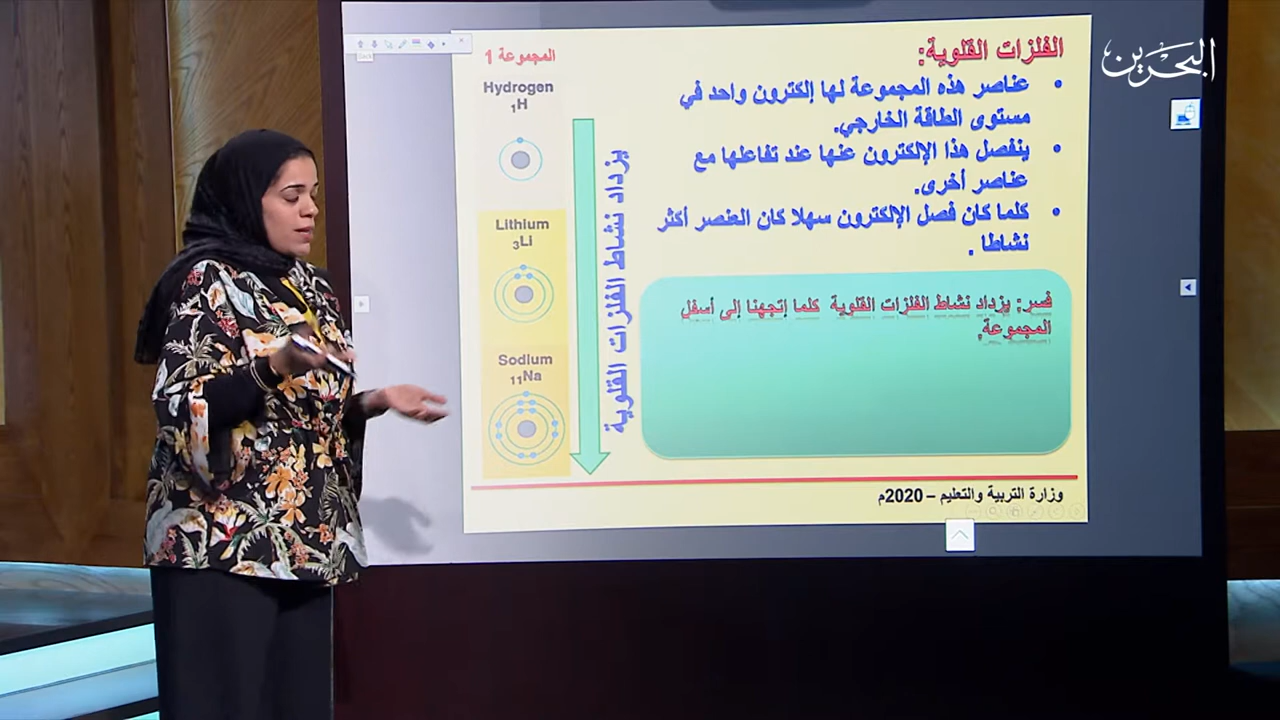 البحرين
الفلزات القلوية:
• عناصر هذه المجموعة لها إلكترون واحد في
مستوى الطاقة الخارجي.
• ينفصل هذا الإلكترون عنها عند تفاعلها مع
عناصر أخرى.
• كلما كان فصل الإلكترون سهلا كان العنصر أكثر
نشاطا .
فسر: يزداد نشاط الفلزات القلوية كلما إتجهنا إلى أسفل
المجموعة.
يزداد نشاط الفلزات القلوية
المجموعة 1
Hydrogen
₁H
Lithium
₃Li
Sodium
₁₁Na
وزارة التربية والتعليم – 2020م